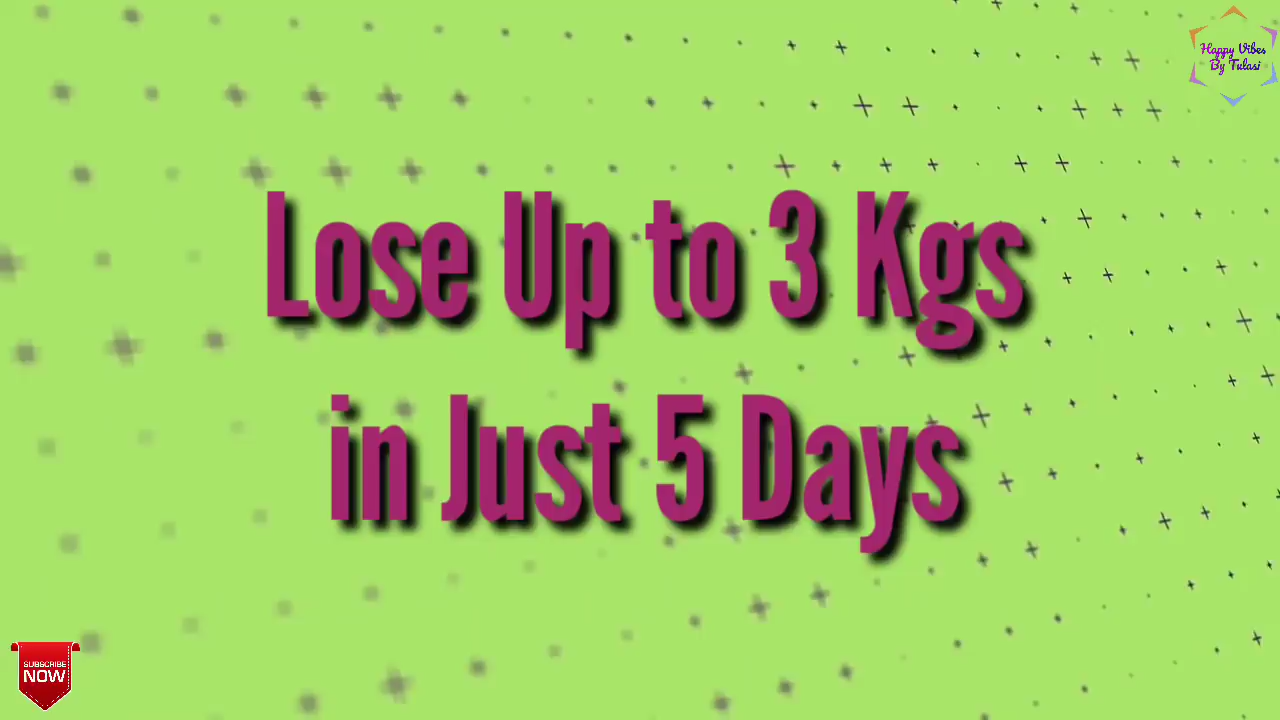 Happy Vibes
By Tulasi
Lose Up to 3 Kgs
in Just 5 Days
SUBSCRIBE
NOW